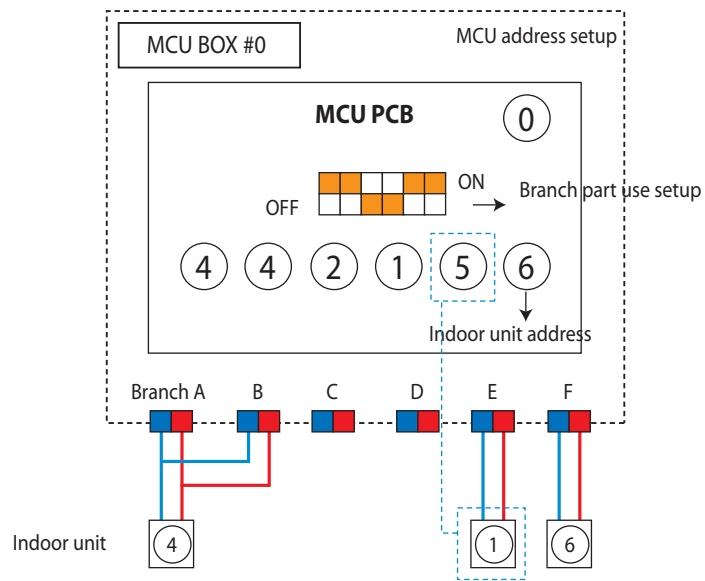 MCU BOX #0
MCU address setup
MCU PCB
0
ON
OFF
Branch part use setup
4 4 2 1 5 6
Indoor unit address
Branch A B C D E F
Indoor unit
4 1 6